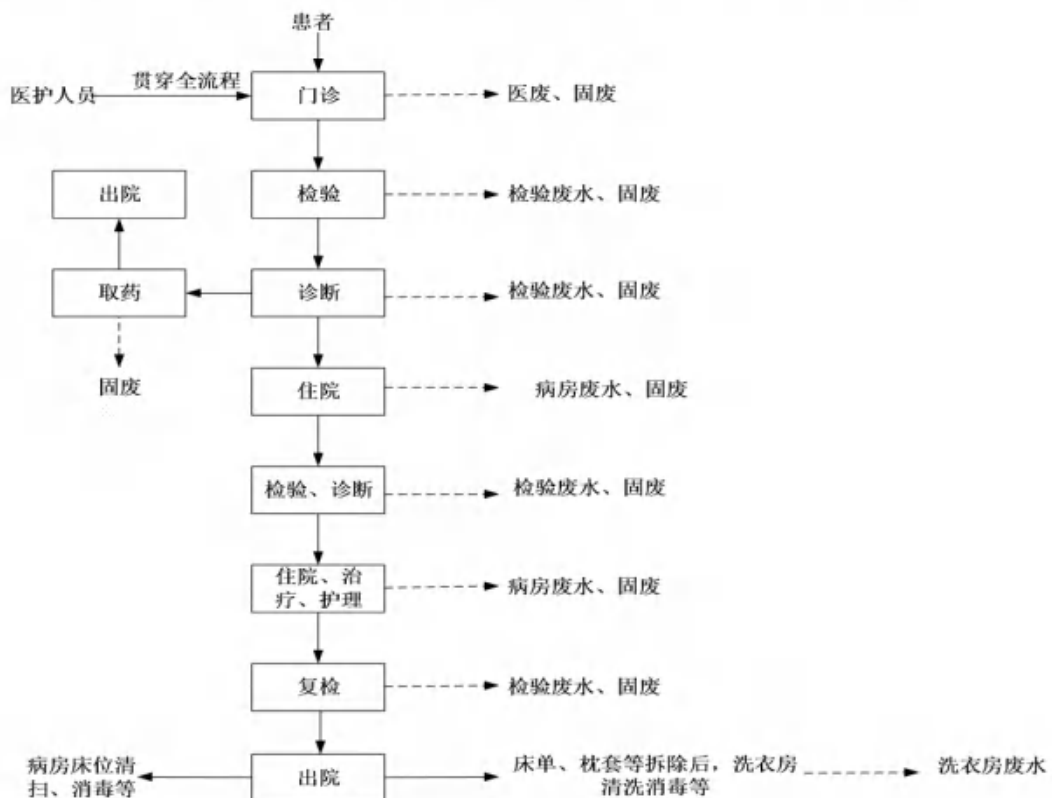 患者
贯穿全流程
医护人员
门诊
医废、固废
出院
检验
检验废水、固废
取药
诊断
检验废水、固废
固废
住院
病房废水、固废
检验、诊断
检验废水、固废
住院、治
疗、护理
病房废水、固废
复检
检验废水、固废
病房床位清
扫、消毒等
出院
床单、枕套等拆除后，洗衣房
清洗消毒等
洗衣房废水